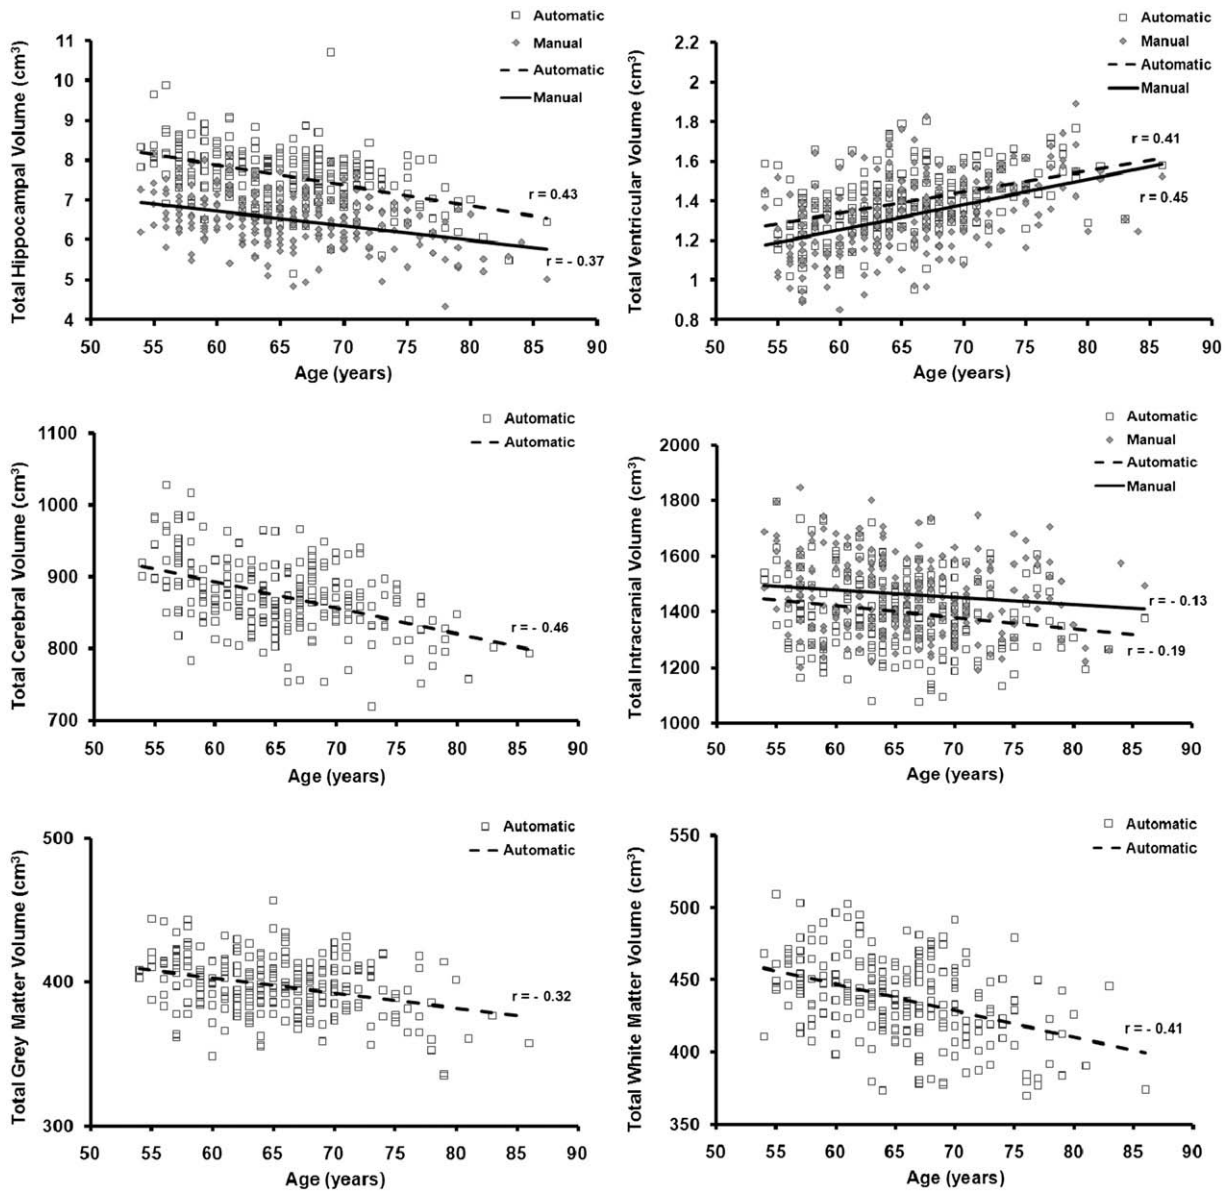 Automatic
Manual
Automatic
Manual
Total Hippocampal Volume (cm³)
11
10
9
8
7
6
5
4
r = 0.43
r = - 0.37
50 55 60 65 70 75 80 85 90
Age (years)
Automatic
Manual
Automatic
Manual
Total Ventricular Volume (cm³)
2.2
2
1.8
1.6
1.4
1.2
1
0.8
r = 0.41
r = 0.45
50 55 60 65 70 75 80 85 90
Age (years)
Automatic
Automatic
Total Cerebral Volume (cm³)
1100
1000
900
800
700
r = - 0.46
50 55 60 65 70 75 80 85 90
Age (years)
Automatic
Manual
Automatic
Manual
Total Intracranial Volume (cm³)
2000
1800
1600
1400
1200
1000
r = - 0.13
r = - 0.19
50 55 60 65 70 75 80 85 90
Age (years)
Automatic
Automatic
Total Grey Matter Volume (cm³)
500
400
300
r = - 0.32
50 55 60 65 70 75 80 85 90
Age (years)
Automatic
Automatic
Total White Matter Volume (cm³)
550
500
450
400
350
r = - 0.41
50 55 60 65 70 75 80 85 90
Age (years)